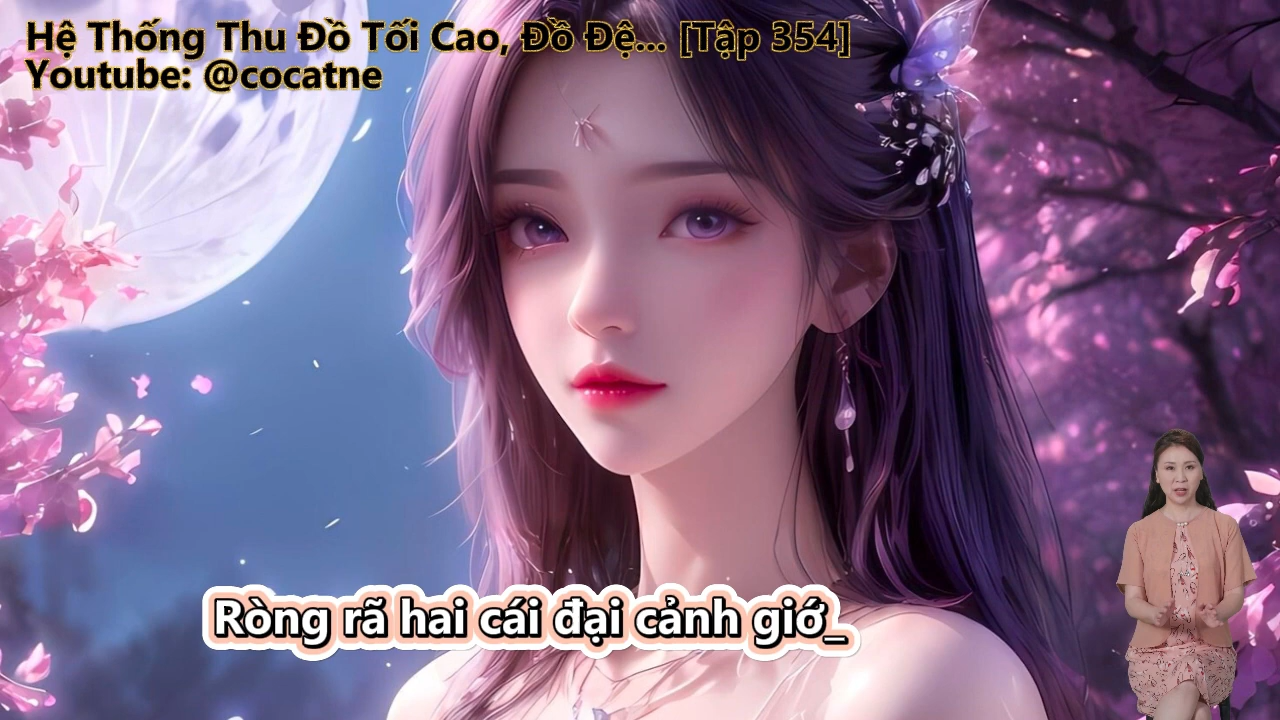 Hệ Thống Thu Đồ Tối Cao, Đồ Đệ... [Tập 354]
Youtube: @cocatne
Ròng rã hai cái đại cảnh giớ_